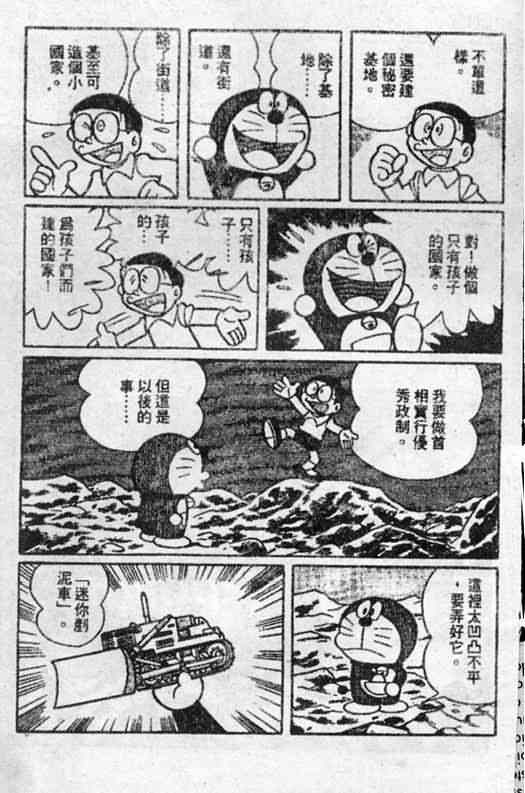 不單這
樣。
還要建
個秘密
基地。
除了基
地……
還有街
道。
除了街道……
甚至可
造個小
國家。
對！做個
只有孩子
的國家。
只有孩
子……
孩子
的…
為孩子們而
建的國家！
我要做首
相實行優
秀政制。
但這是
以後的
事……
這裡太凹凸不平
，要弄好它。
「迷你剷
泥車」。